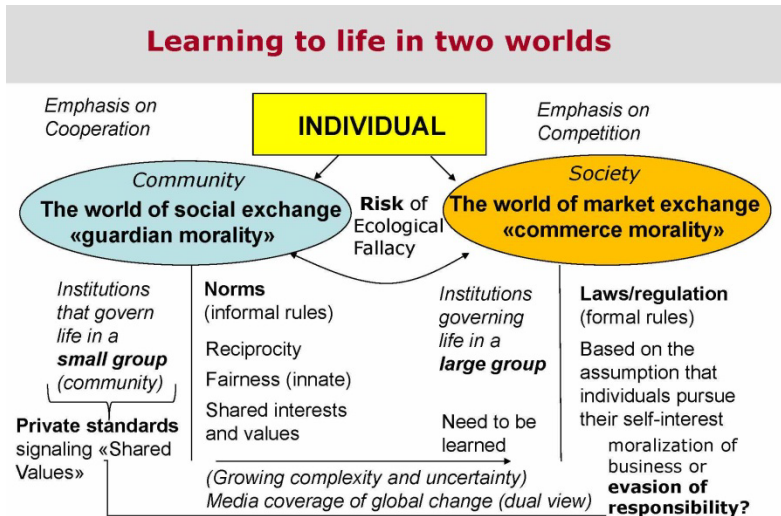 Learning to life in two worlds
Emphasis on
Cooperation
INDIVIDUAL
Emphasis on
Competition
Community
The world of social exchange
«guardian morality»
Risk of
Ecological
Fallacy
Society
The world of market exchange
«commerce morality»
Institutions
that govern
life in a
small group
(community)
Private standards
signaling «Shared
Values»
Norms
(informal rules)
Reciprocity
Fairness (innate)
Shared interests
and values
Institutions
governing
life in a
large group
Need to be
learned
Laws/regulation
(formal rules)
Based on the
assumption that
individuals pursue
their self-interest
moralization of
business or
evasion of
responsibility?
(Growing complexity and uncertainty)
Media coverage of global change (dual view)